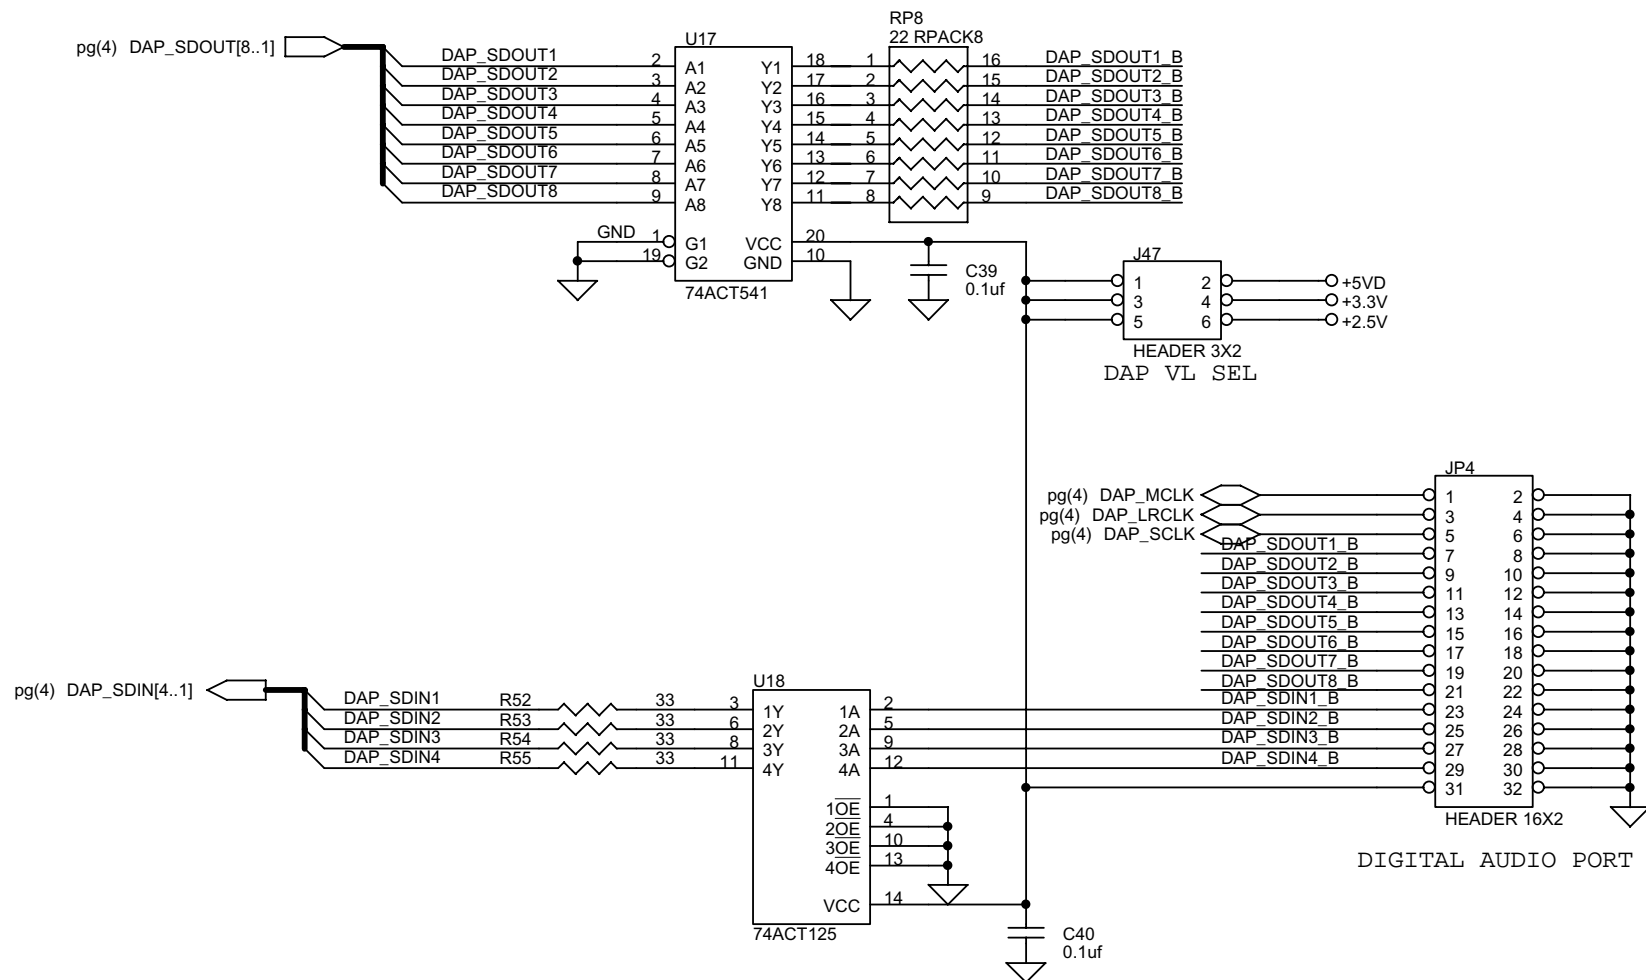 RP8
22 RPACK8
pg(4) DAP_SDOUT[8..1]
U17
DAP_SDOUT1 2 A1 Y1 18 1 16 DAP_SDOUT1_B
DAP_SDOUT2 3 A2 Y2 17 2 15 DAP_SDOUT2_B
DAP_SDOUT3 4 A3 Y3 16 3 14 DAP_SDOUT3_B
DAP_SDOUT4 5 A4 Y4 15 4 13 DAP_SDOUT4_B
DAP_SDOUT5 6 A5 Y5 14 5 12 DAP_SDOUT5_B
DAP_SDOUT6 7 A6 Y6 13 6 11 DAP_SDOUT6_B
DAP_SDOUT7 8 A7 Y7 12 7 10 DAP_SDOUT7_B
DAP_SDOUT8 9 A8 Y8 11 8 9 DAP_SDOUT8_B
GND 1 G1 VCC 20
19 G2 GND 10
74ACT541
C39
0.1uf
J47
1 2 +5VD
3 4 +3.3V
5 6 +2.5V
HEADER 3X2
DAP VL SEL
JP4
pg(4) DAP_MCLK 1 2
pg(4) DAP_LRCLK 3 4
pg(4) DAP_SCLK 5 6
DAP_SDOUT1_B 7 8
DAP_SDOUT2_B 9 10
DAP_SDOUT3_B 11 12
DAP_SDOUT4_B 13 14
DAP_SDOUT5_B 15 16
DAP_SDOUT6_B 17 18
DAP_SDOUT7_B 19 20
DAP_SDOUT8_B 21 22
DAP_SDIN1_B 23 24
DAP_SDIN2_B 25 26
DAP_SDIN3_B 27 28
DAP_SDIN4_B 29 30
31 32
HEADER 16X2
DIGITAL AUDIO PORT
pg(4) DAP_SDIN[4..1]
U18
DAP_SDIN1 R52 33 3 1Y 1A 2
DAP_SDIN2 R53 33 6 2Y 2A 5
DAP_SDIN3 R54 33 8 3Y 3A 9
DAP_SDIN4 R55 33 11 4Y 4A 12
1OE 1
2OE 4
3OE 10
4OE 13
VCC 14
74ACT125
C40
0.1uf